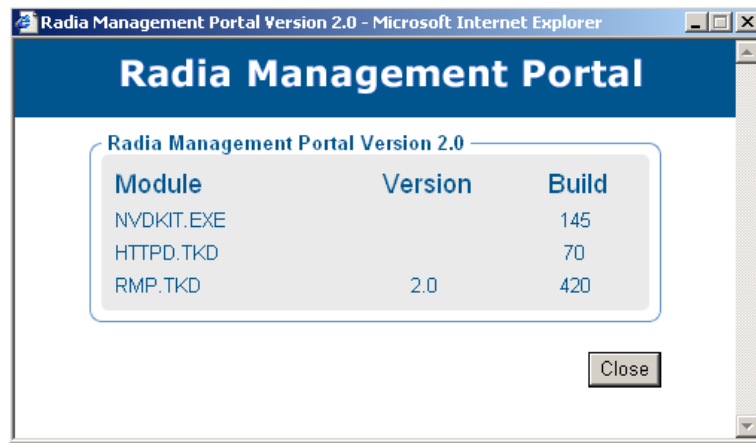 Radia Management Portal Version 2.0 - Microsoft Internet Explorer
Radia Management Portal
Radia Management Portal Version 2.0
Module Version Build
NVDKIT.EXE 145
HTTPD.TKD 70
RMP.TKD 2.0 420
Close